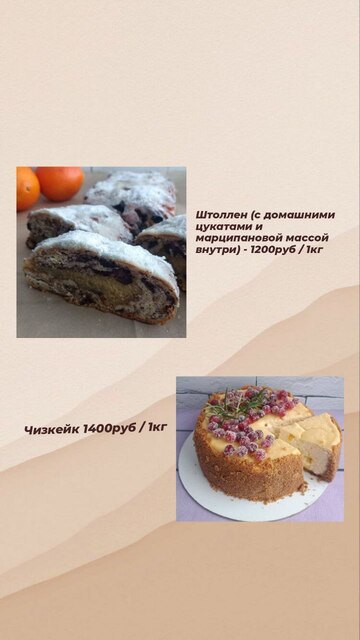 Штоллен (с домашними
цукатами и
марципановой массой
внутри) - 1200руб / 1кг
Чизкейк 1400руб / 1кг